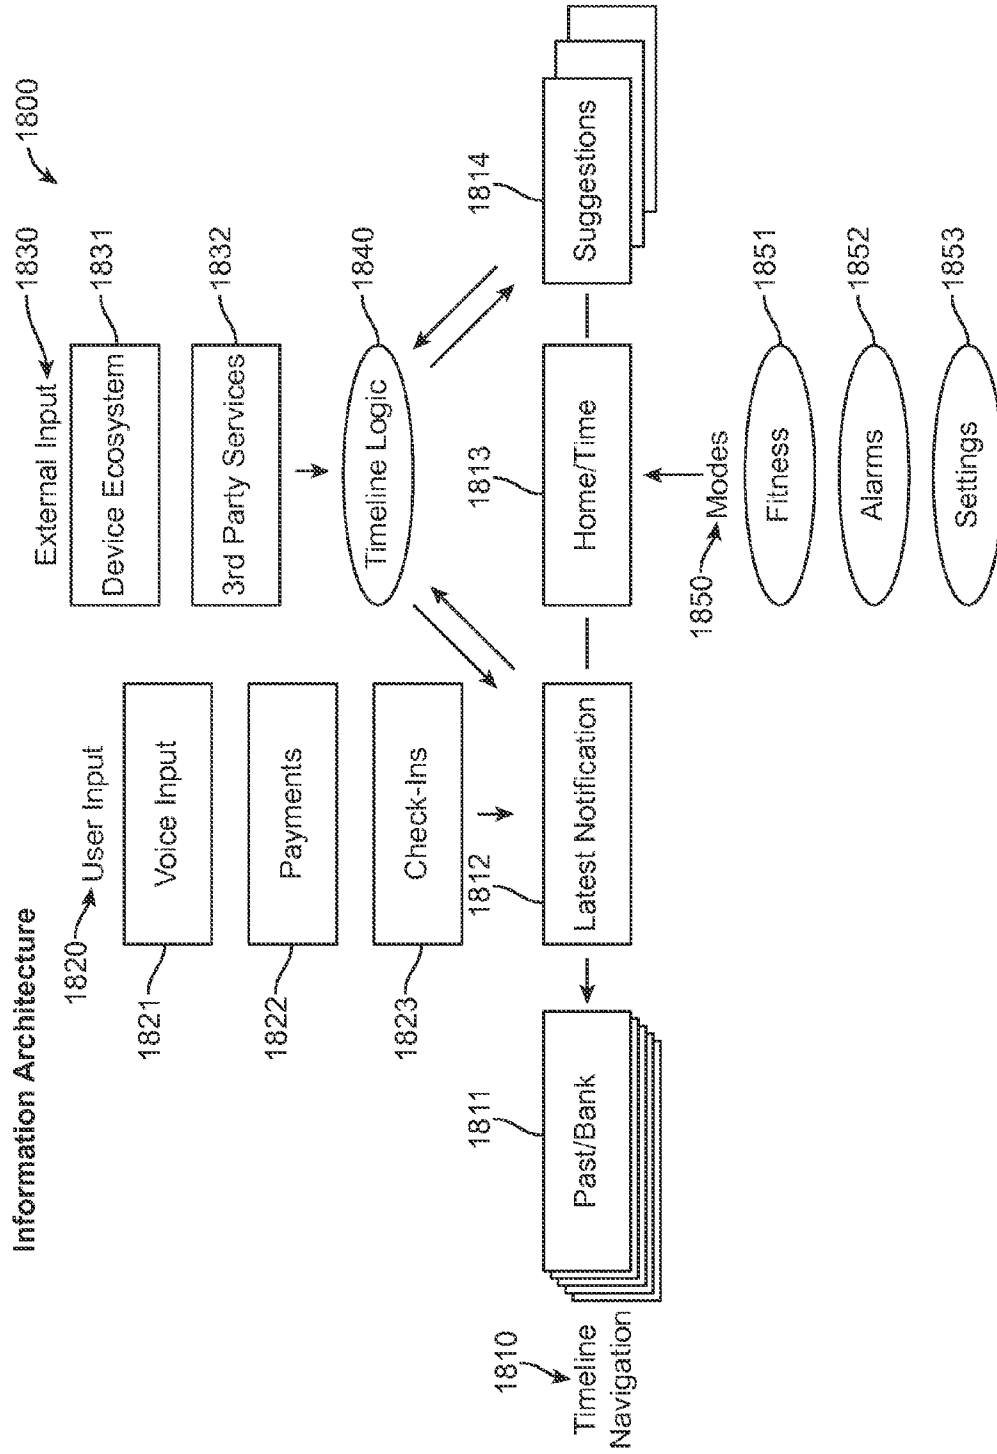 Information Architecture
1800
1820
User Input
1821
Voice Input
1822
Payments
1823
Check-Ins
External Input
1830
Device Ecosystem
1831
3rd Party Services
1832
Timeline Logic
1840
1810
Timeline
Navigation
1811
Past/Bank
1812
Latest Notification
1813
Home/Time
1814
Suggestions
1850
Modes
Fitness
1851
Alarms
1852
Settings
1853